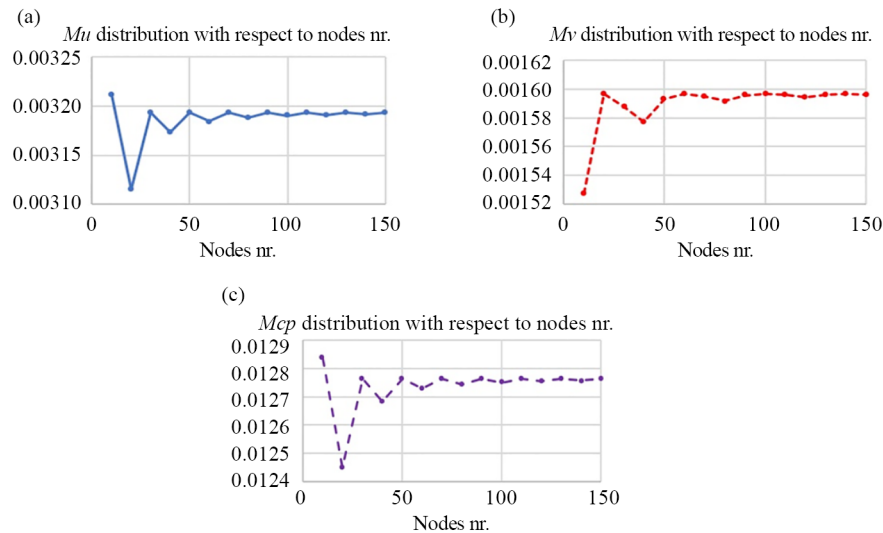 (a)
Mu distribution with respect to nodes nr.
0.00325
0.00320
0.00315
0.00310
0 50 100 150
Nodes nr.
(b)
Mv distribution with respect to nodes nr.
0.00162
0.00160
0.00158
0.00156
0.00154
0.00152
0 50 100 150
Nodes nr.
(c)
Mcp distribution with respect to nodes nr.
0.0129
0.0128
0.0127
0.0126
0.0125
0.0124
0 50 100 150
Nodes nr.